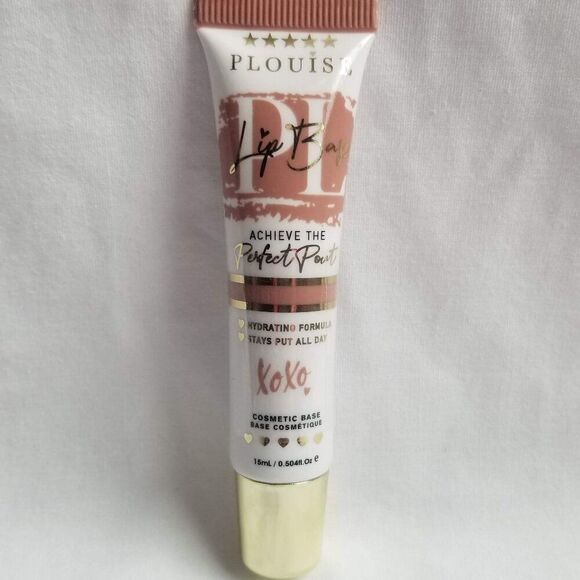 PLOUISE
PL
Lip Base
ACHIEVE THE
Perfect Pout
HYDRATING FORMULA
STAYS PUT ALL DAY
xoxo
COSMETIC BASE
BASE COSMÉTIQUE
15mL / 0.504fl.Oz e